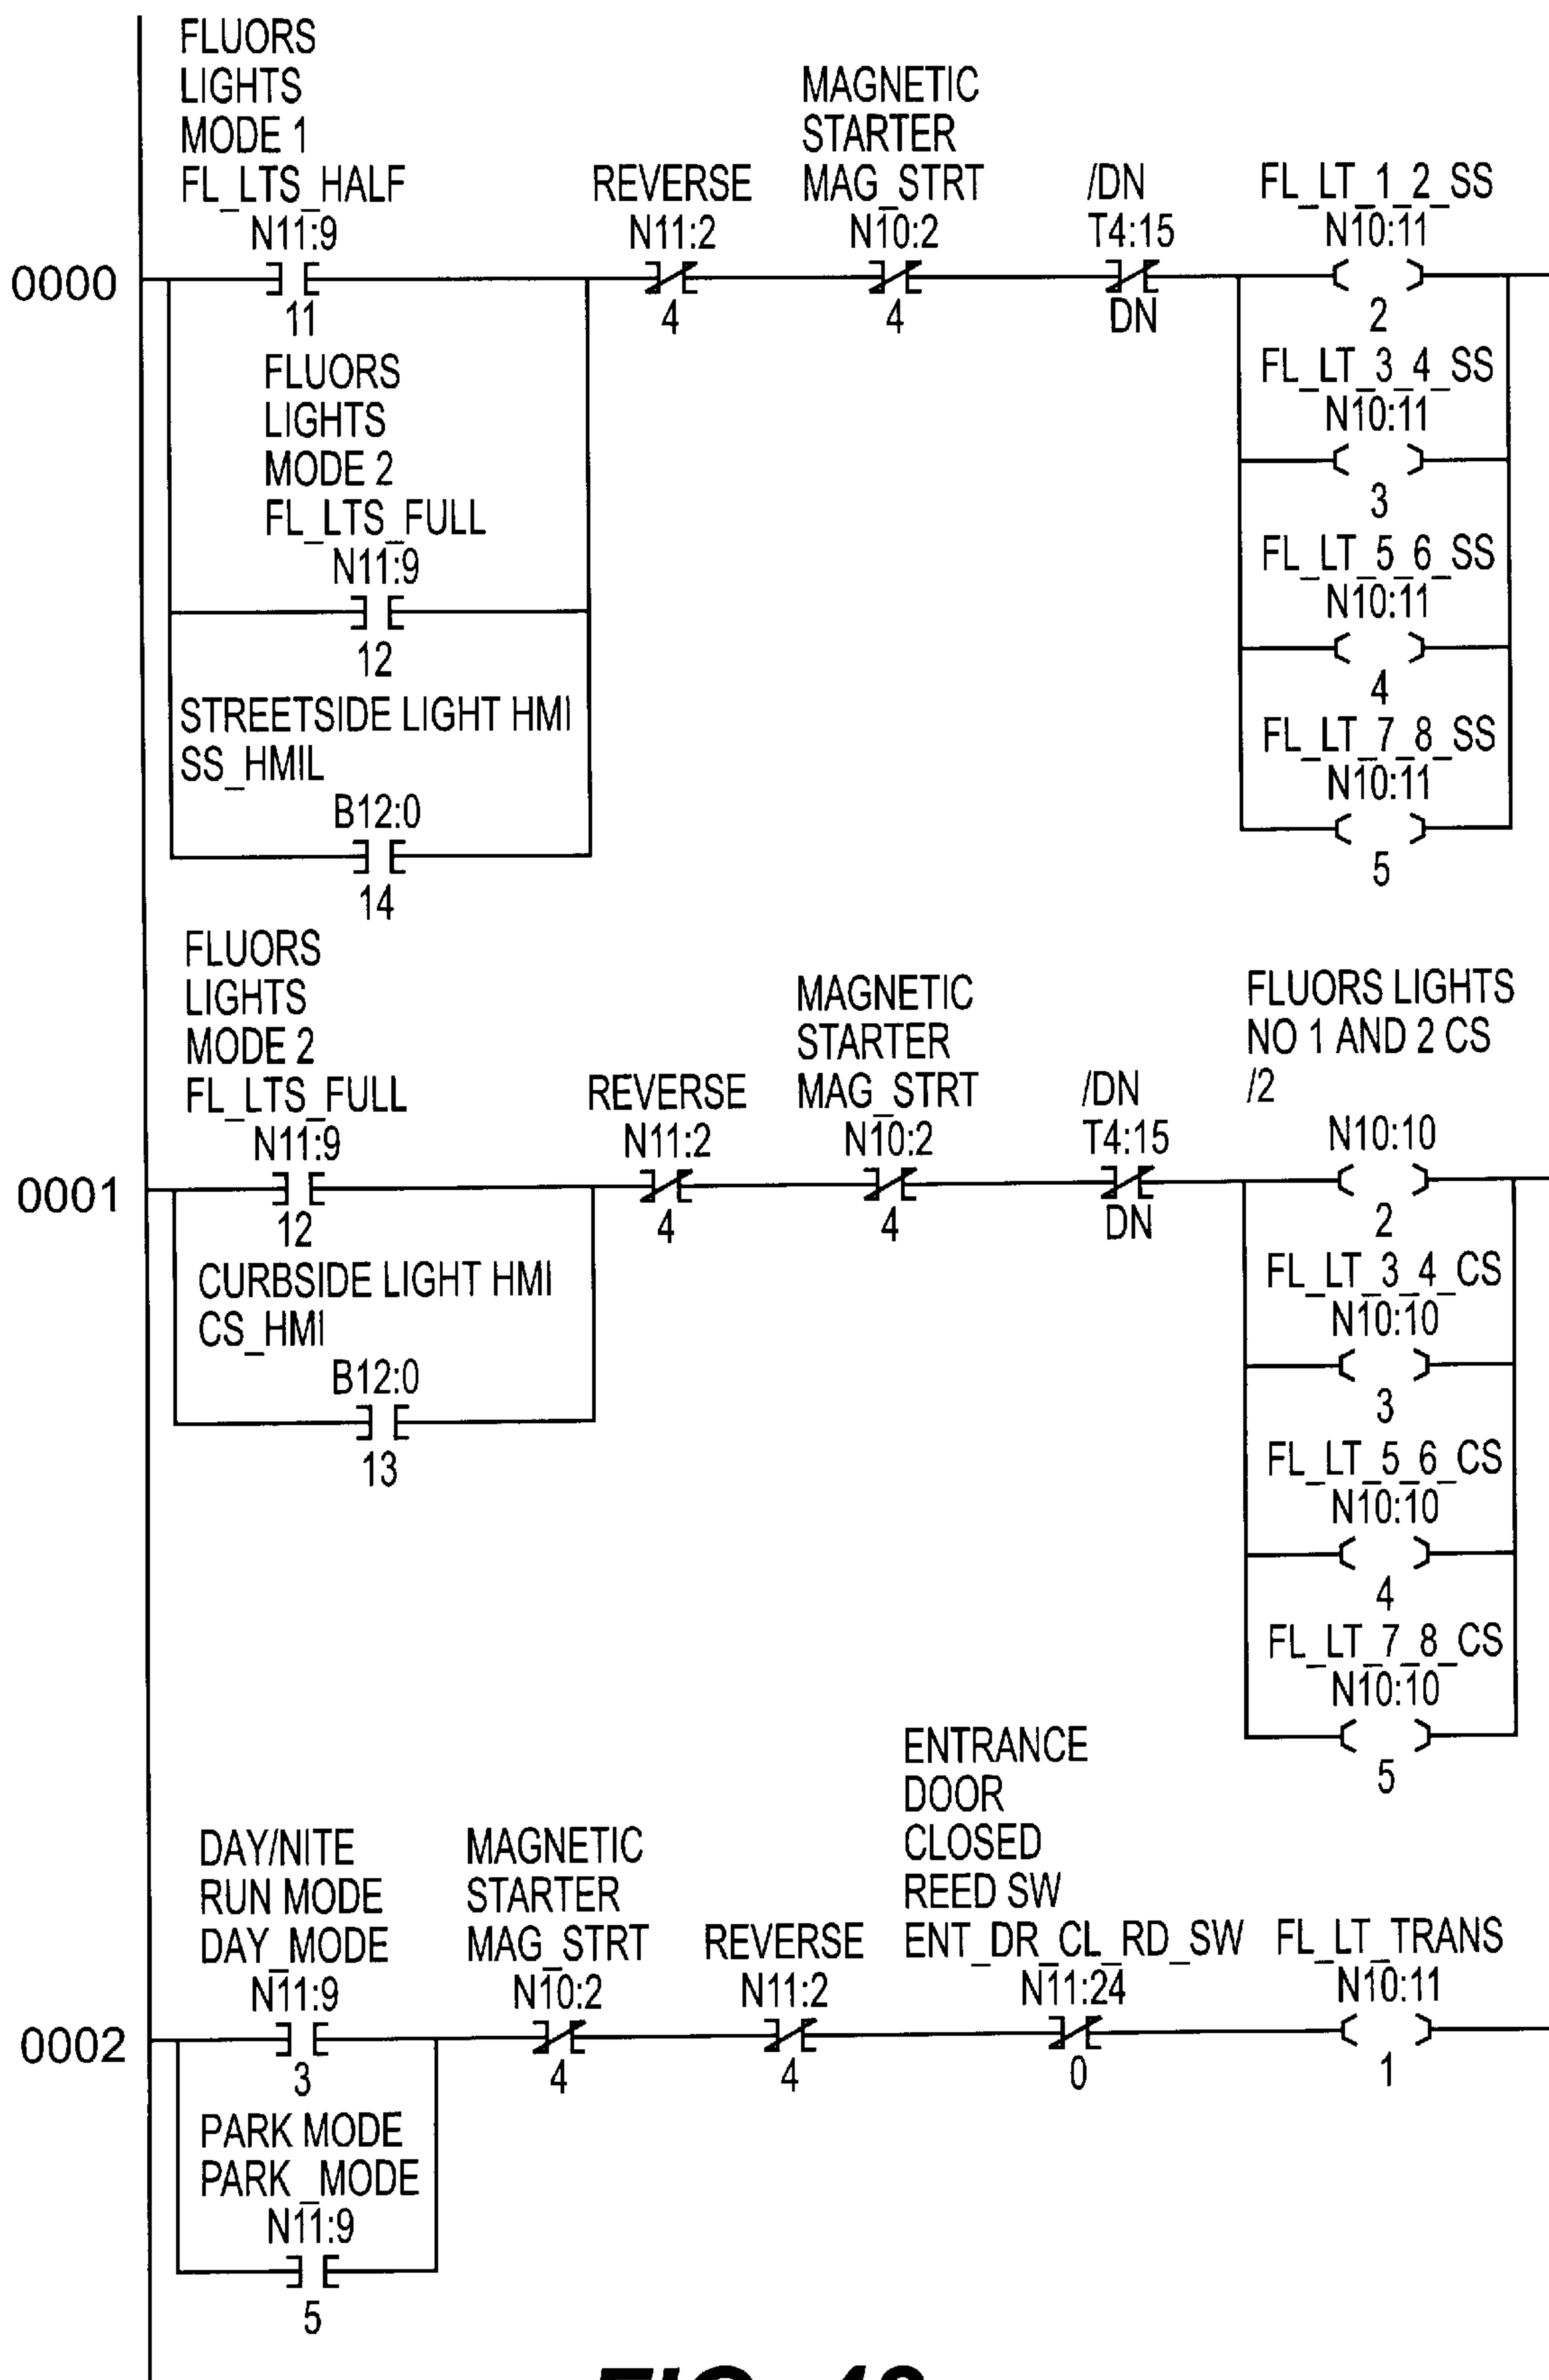 FLUORS
LIGHTS
MODE 1
FL_LTS_HALF
N11:9
11
REVERSE
N11:2
4
MAGNETIC
STARTER
MAG_STRT
N10:2
4
/DN
T4:15
DN
FL_LT_1_2_SS
N10:11
2
0000
FLUORS
LIGHTS
MODE 2
FL_LTS_FULL
N11:9
12
STREETSIDE LIGHT HMI
SS_HMIL
B12:0
14
FL_LT_3_4_SS
N10:11
3
FL_LT_5_6_SS
N10:11
4
FL_LT_7_8_SS
N10:11
5
FLUORS
LIGHTS
MODE 2
FL_LTS_FULL
N11:9
12
REVERSE
N11:2
4
MAGNETIC
STARTER
MAG_STRT
N10:2
4
/DN
T4:15
DN
FLUORS LIGHTS
NO 1 AND 2 CS
/2
N10:10
2
0001
CURBSIDE LIGHT HMI
CS_HMI
B12:0
13
FL_LT_3_4_CS
N10:10
3
FL_LT_5_6_CS
N10:10
4
FL_LT_7_8_CS
N10:10
5
DAY/NITE
RUN MODE
DAY_MODE
N11:9
3
MAGNETIC
STARTER
MAG_STRT
N10:2
4
REVERSE
N11:2
4
ENTRANCE
DOOR
CLOSED
REED SW
ENT_DR_CL_RD_SW
N11:24
0
FL_LT_TRANS
N10:11
1
0002
PARK MODE
PARK_MODE
N11:9
5